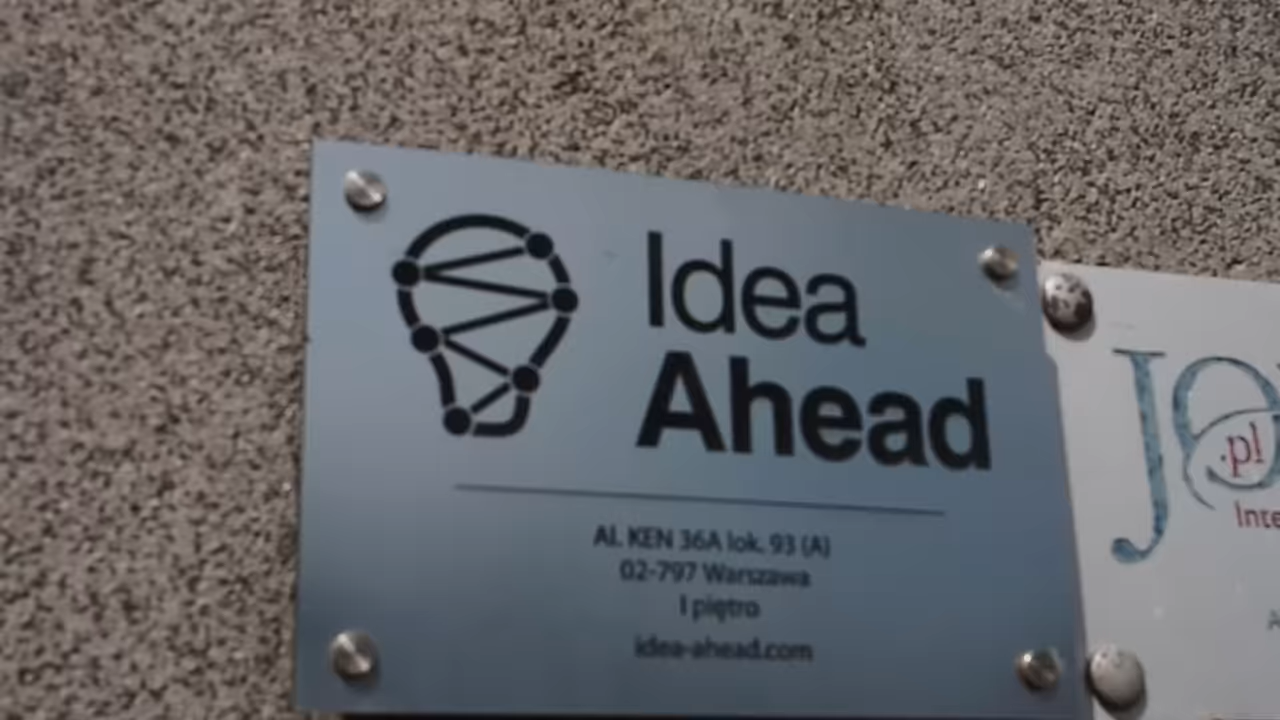 Idea
Ahead
Al. KEN 36A lok. 93 (A)
02-797 Warszawa
I piętro
idea-ahead.com
.pl